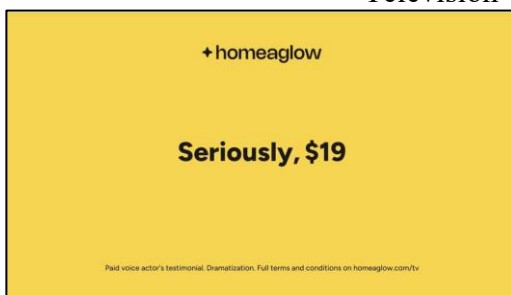 Television
homeaglow
Seriously, $19
Paid voice actor's testimonial. Dramatization. Full terms and conditions on homeaglow.com/tv